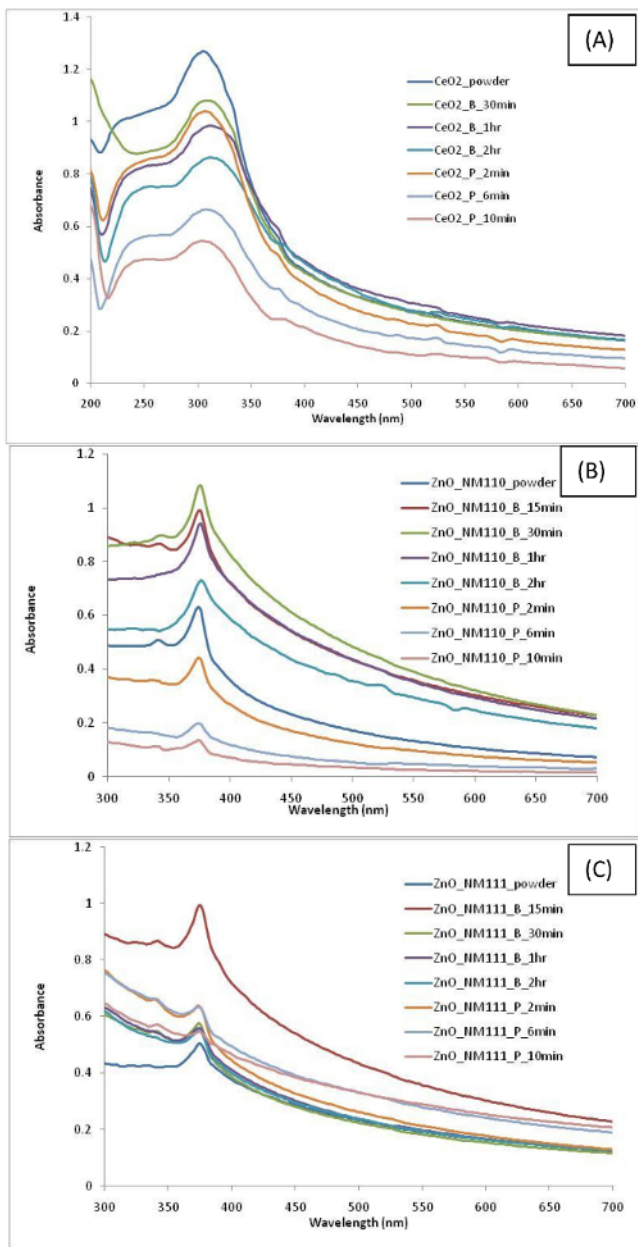 (A)
1.4
1.2
1
0.8
0.6
0.4
0.2
0
Absorbance
CeO2_powder
CeO2_B_30min
CeO2_B_1hr
CeO2_B_2hr
CeO2_P_2min
CeO2_P_6min
CeO2_P_10min
200 250 300 350 400 450 500 550 600 650 700
Wavelength (nm)
(B)
1.2
1
0.8
0.6
0.4
0.2
0
Absorbance
ZnO_NM110_powder
ZnO_NM110_B_15min
ZnO_NM110_B_30min
ZnO_NM110_B_1hr
ZnO_NM110_B_2hr
ZnO_NM110_P_2min
ZnO_NM110_P_6min
ZnO_NM110_P_10min
300 350 400 450 500 550 600 650 700
Wavelength (nm)
(C)
1.2
1
0.8
0.6
0.4
0.2
0
Absorbance
ZnO_NM111_powder
ZnO_NM111_B_15min
ZnO_NM111_B_30min
ZnO_NM111_B_1hr
ZnO_NM111_B_2hr
ZnO_NM111_P_2min
ZnO_NM111_P_6min
ZnO_NM111_P_10min
300 350 400 450 500 550 600 650 700
Wavelength (nm)